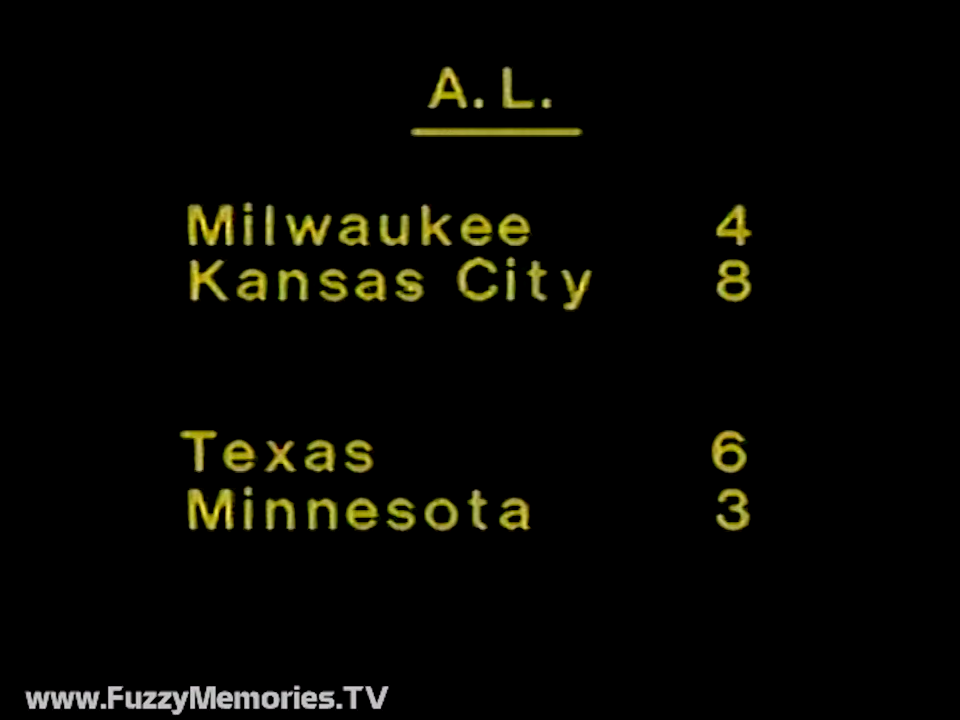 A. L.
Milwaukee 4
Kansas City 8
Texas 6
Minnesota 3
www.FuzzyMemories.TV